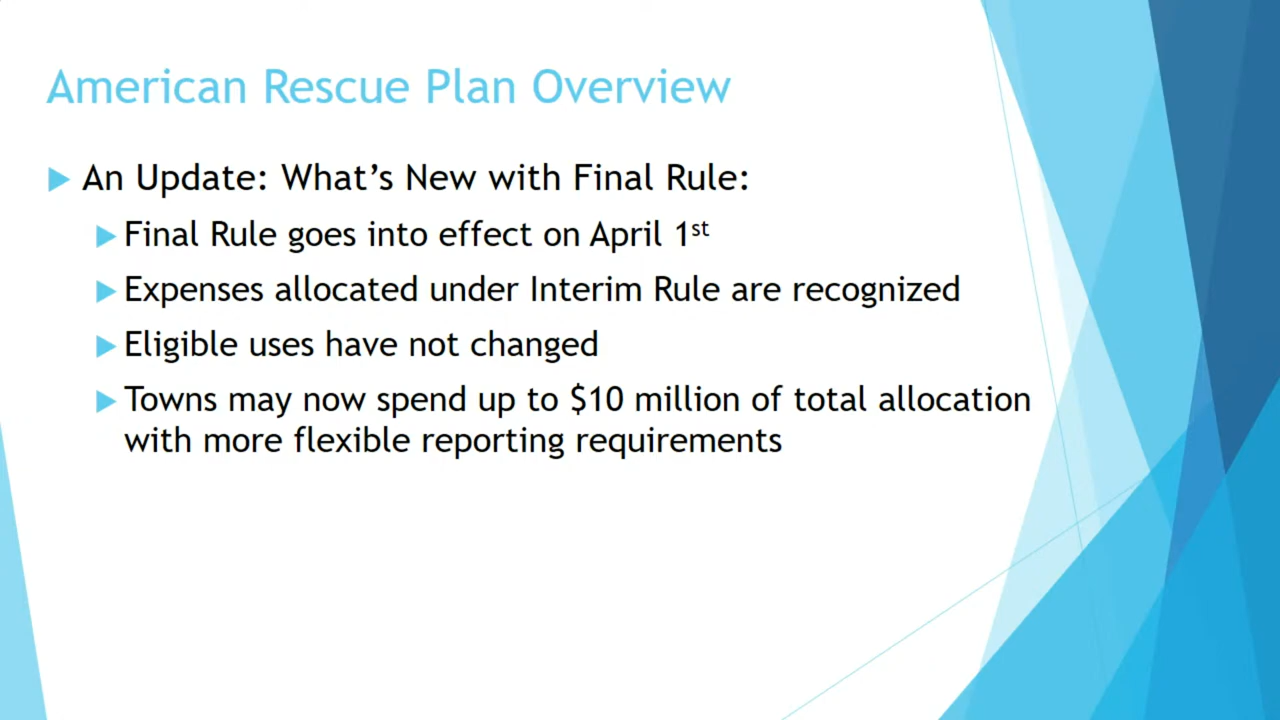 American Rescue Plan Overview
An Update: What’s New with Final Rule:
Final Rule goes into effect on April 1st
Expenses allocated under Interim Rule are recognized
Eligible uses have not changed
Towns may now spend up to $10 million of total allocation
with more flexible reporting requirements